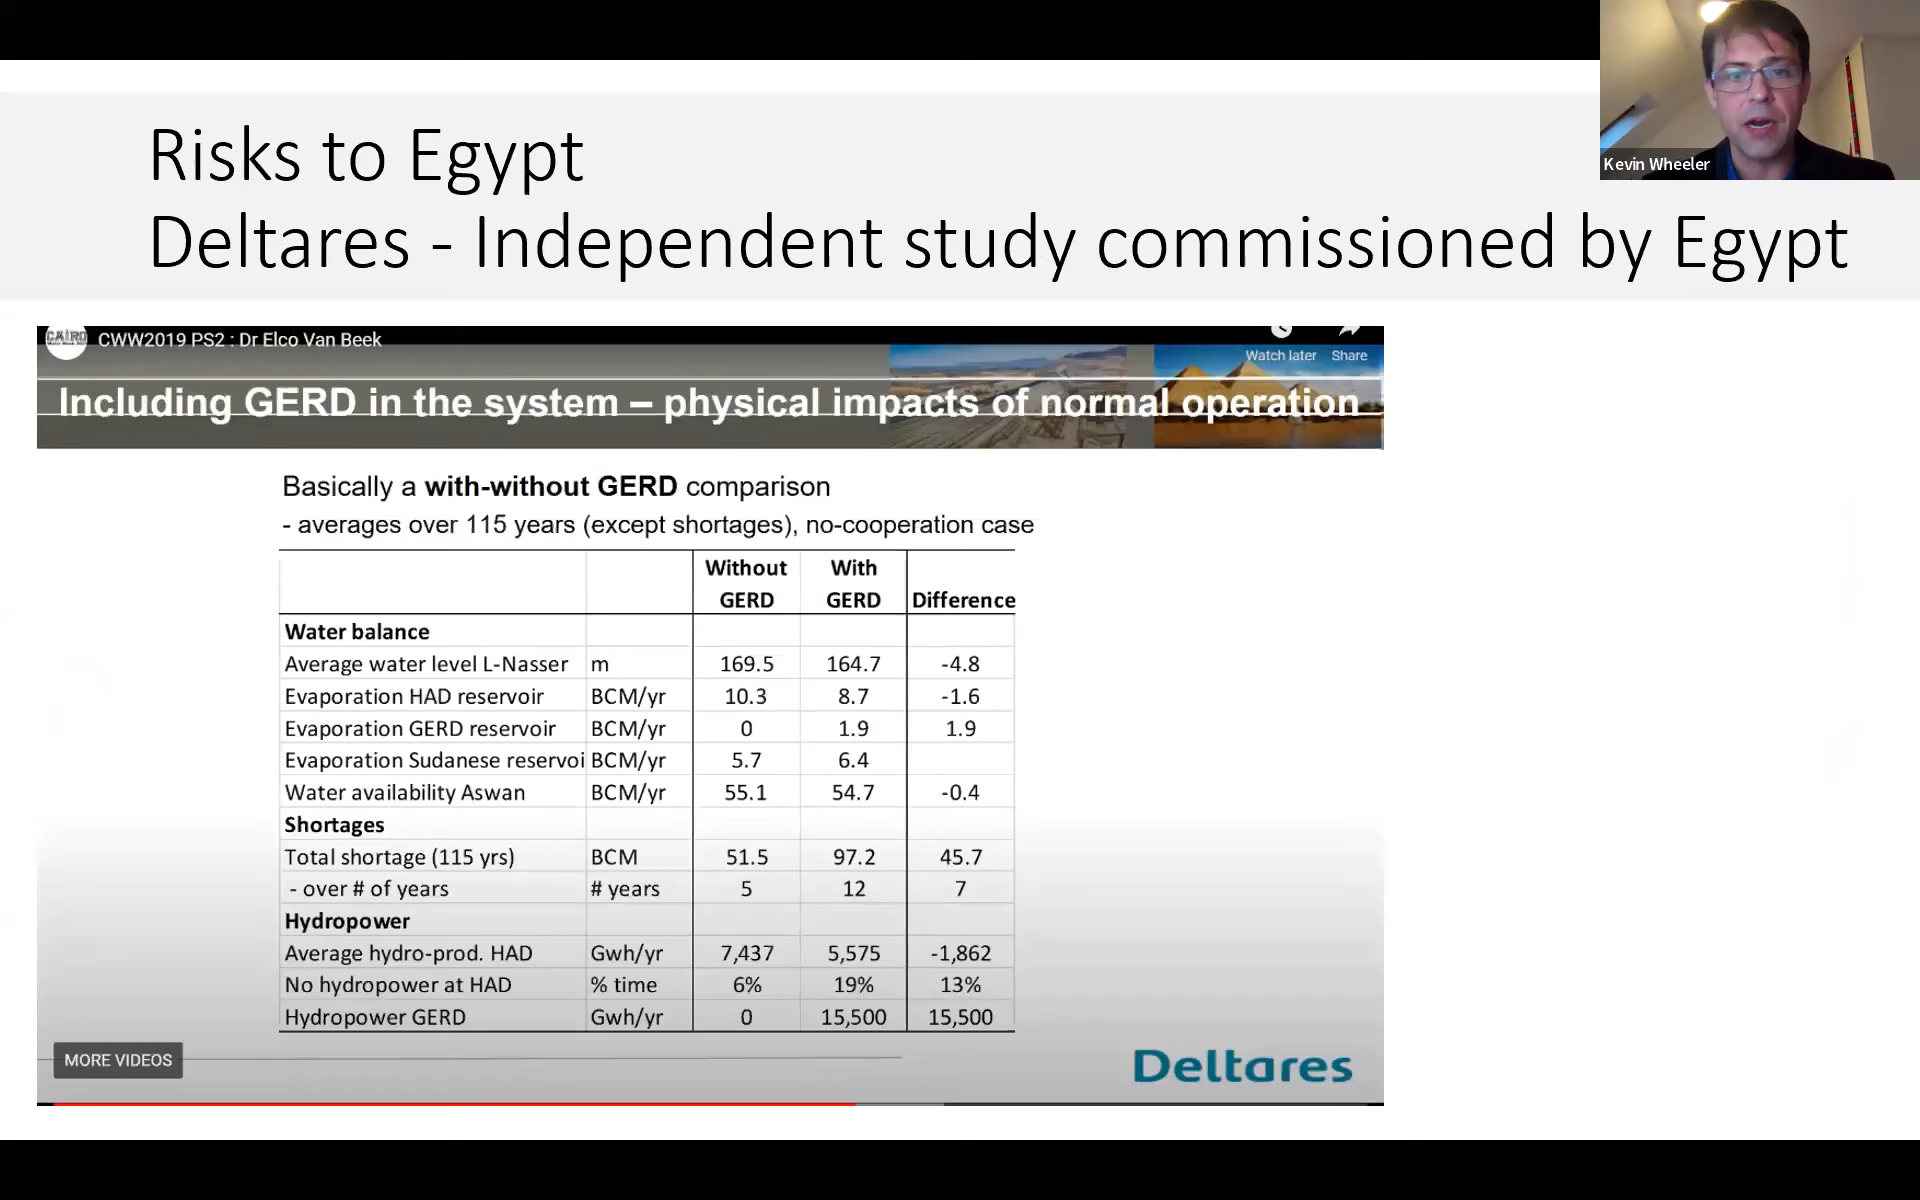 Kevin Wheeler
Risks to Egypt
Deltares - Independent study commissioned by Egypt
CAIRO
CWW2019 PS2 : Dr Elco Van Beek
Watch later Share
Including GERD in the system – physical impacts of normal operation
Basically a with-without GERD comparison
- averages over 115 years (except shortages), no-cooperation case
Without GERD With GERD Difference
Water balance
Average water level L-Nasser m 169.5 164.7 -4.8
Evaporation HAD reservoir BCM/yr 10.3 8.7 -1.6
Evaporation GERD reservoir BCM/yr 0 1.9 1.9
Evaporation Sudanese reservoi BCM/yr 5.7 6.4
Water availability Aswan BCM/yr 55.1 54.7 -0.4
Shortages
Total shortage (115 yrs) BCM 51.5 97.2 45.7
- over # of years # years 5 12 7
Hydropower
Average hydro-prod. HAD Gwh/yr 7,437 5,575 -1,862
No hydropower at HAD % time 6% 19% 13%
Hydropower GERD Gwh/yr 0 15,500 15,500
MORE VIDEOS
Deltares